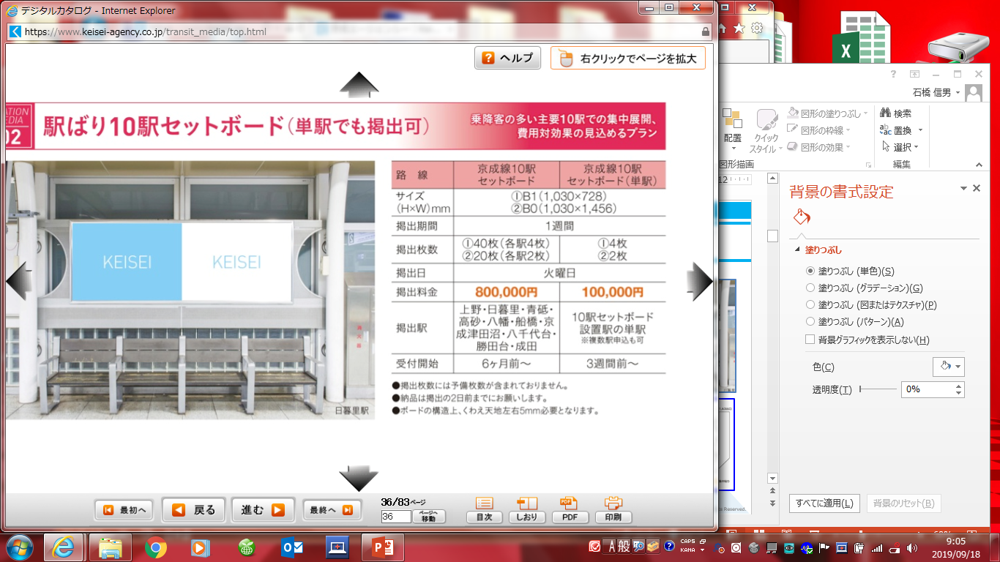 デジタルカタログ - Internet Explorer
https://www.keisei-agency.co.jp/transit_media/top.html
ヘルプ
右クリックでページを拡大
駅ばり10駅セットボード(単駅でも掲出可)
乗降客の多い主要10駅での集中展開、
費用対効果の見込めるプラン
02
KEISEI
KEISEI
日暮里駅
路 線 京成線10駅セットボード 京成線10駅セットボード(単駅)
サイズ(H×W)mm ①B1(1,030×728)
②B0(1,030×1,456)
掲出期間 1週間
掲出枚数 ①40枚(各駅4枚) ①4枚
②20枚(各駅2枚) ②2枚
掲出日 火曜日
掲出料金 800,000円 100,000円
掲出駅 上野・日暮里・青砥・高砂・八幡・船橋・京成津田沼・八千代台・勝田台・成田
10駅セットボード設置駅の単駅
※複数駅申込も可
受付開始 6ヶ月前〜 3週間前〜
●掲出枚数には予備枚数が含まれておりません。
●納品は掲出の2日前までにお願いします。
●ボードの構造上、くわえ天地左右5mm必要となります。
最初へ
戻る
進む
最終へ
36/83ページ
36
ページへ移動
目次
しおり
PDF
印刷
石橋 信男
配置
クイック
スタイル
図形の塗りつぶし
図形の枠線
図形の効果
図形描画
検索
置換
選択
編集
12
背景の書式設定
塗りつぶし
塗りつぶし (単色)(S)
塗りつぶし (グラデーション)(G)
塗りつぶし (図またはテクスチャ)(P)
塗りつぶし (パターン)(A)
背景グラフィックを表示しない(H)
色(C)
透明度(T)
0%
すべてに適用(L)
背景のリセット(B)
A 般
CAPS
KANA
9:05
2019/09/18